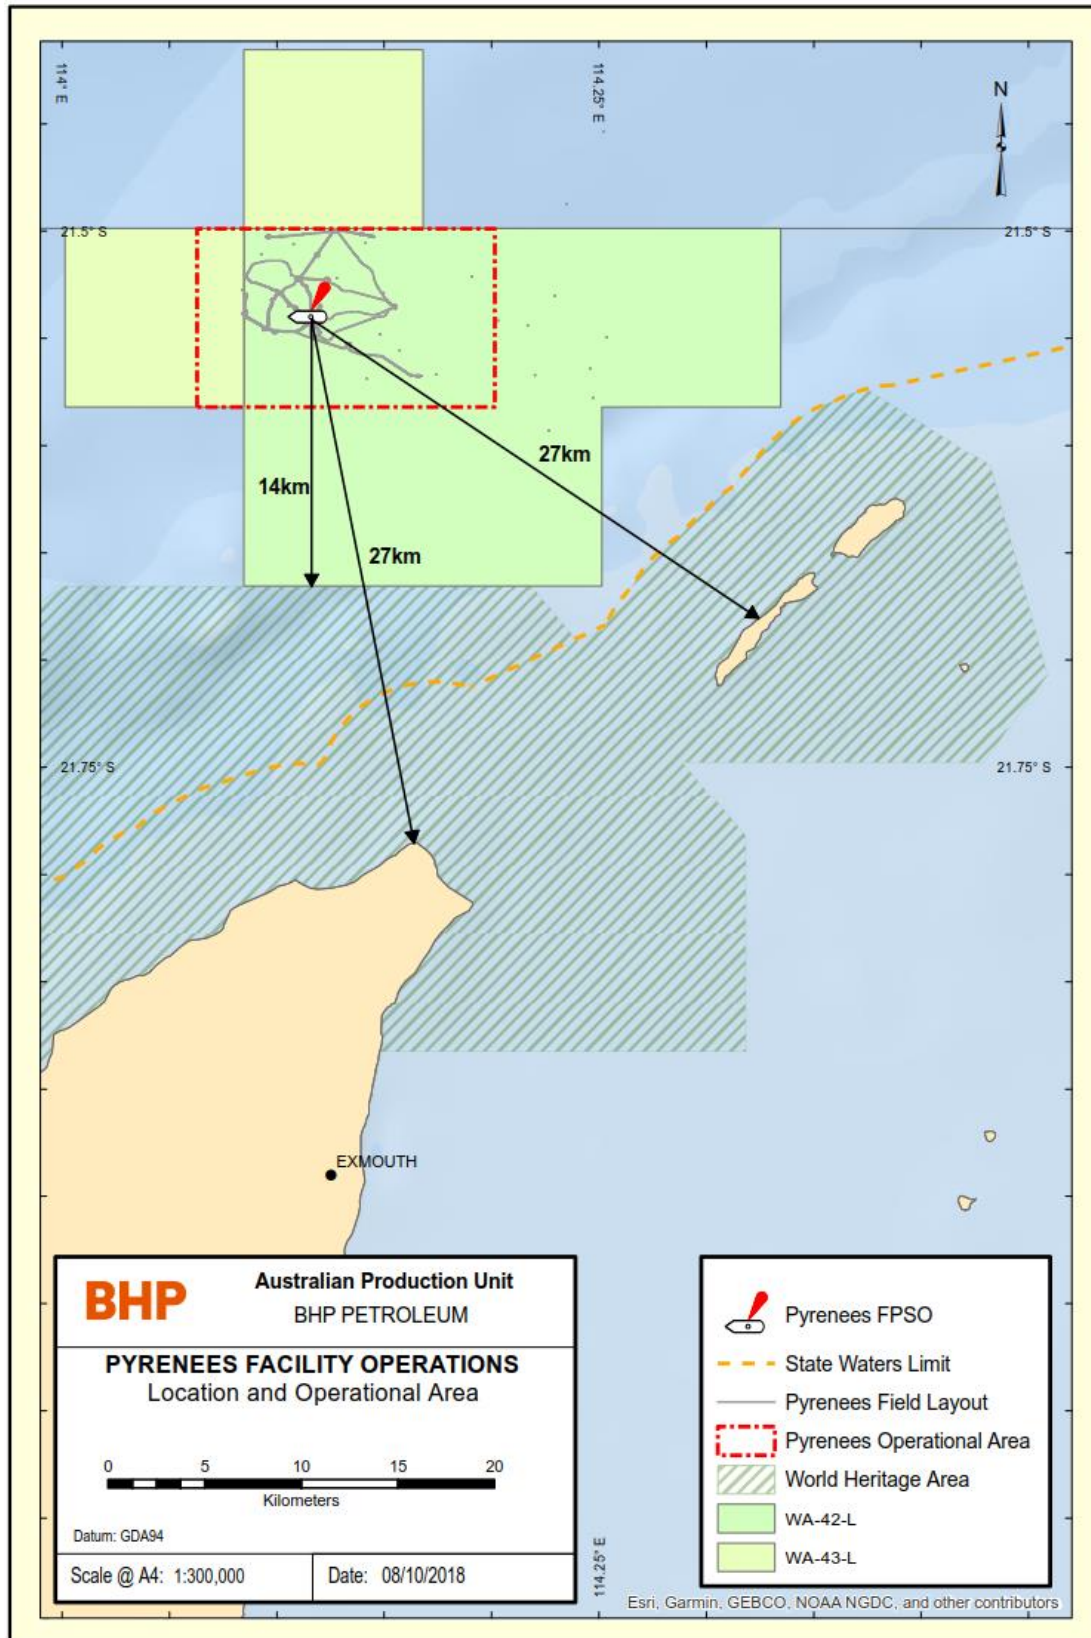 114° E
114.25° E
N
21.5° S
21.5° S
27km
14km
27km
21.75° S
21.75° S
EXMOUTH
BHP
Australian Production Unit
BHP PETROLEUM
PYRENEES FACILITY OPERATIONS
Location and Operational Area
0 5 10 15 20
Kilometers
Datum: GDA94
Scale @ A4: 1:300,000
Date: 08/10/2018
114.25° E
Pyrenees FPSO
State Waters Limit
Pyrenees Field Layout
Pyrenees Operational Area
World Heritage Area
WA-42-L
WA-43-L
Esri, Garmin, GEBCO, NOAA NGDC, and other contributors